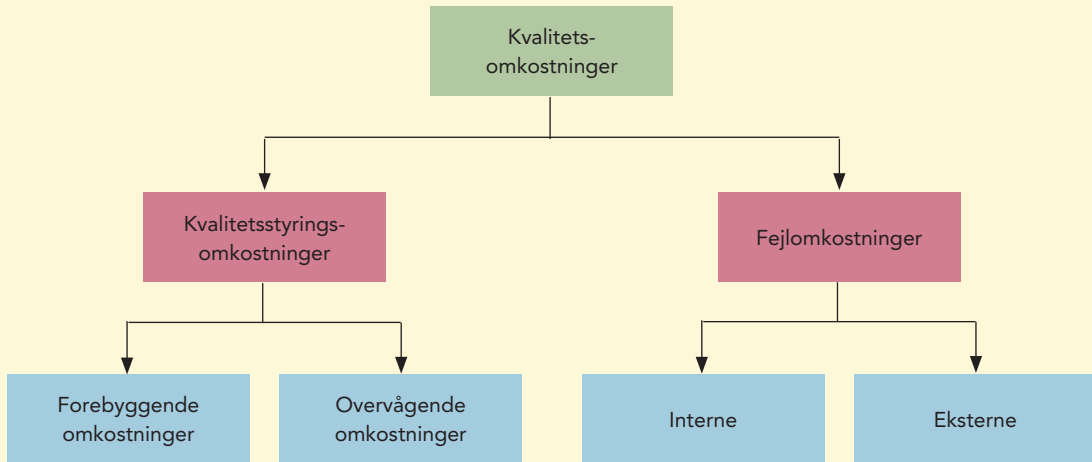 Kvalitets-
omkostninger
Kvalitetsstyrings-
omkostninger
Fejlomkostninger
Forebyggende
omkostninger
Overvågende
omkostninger
Interne
Eksterne